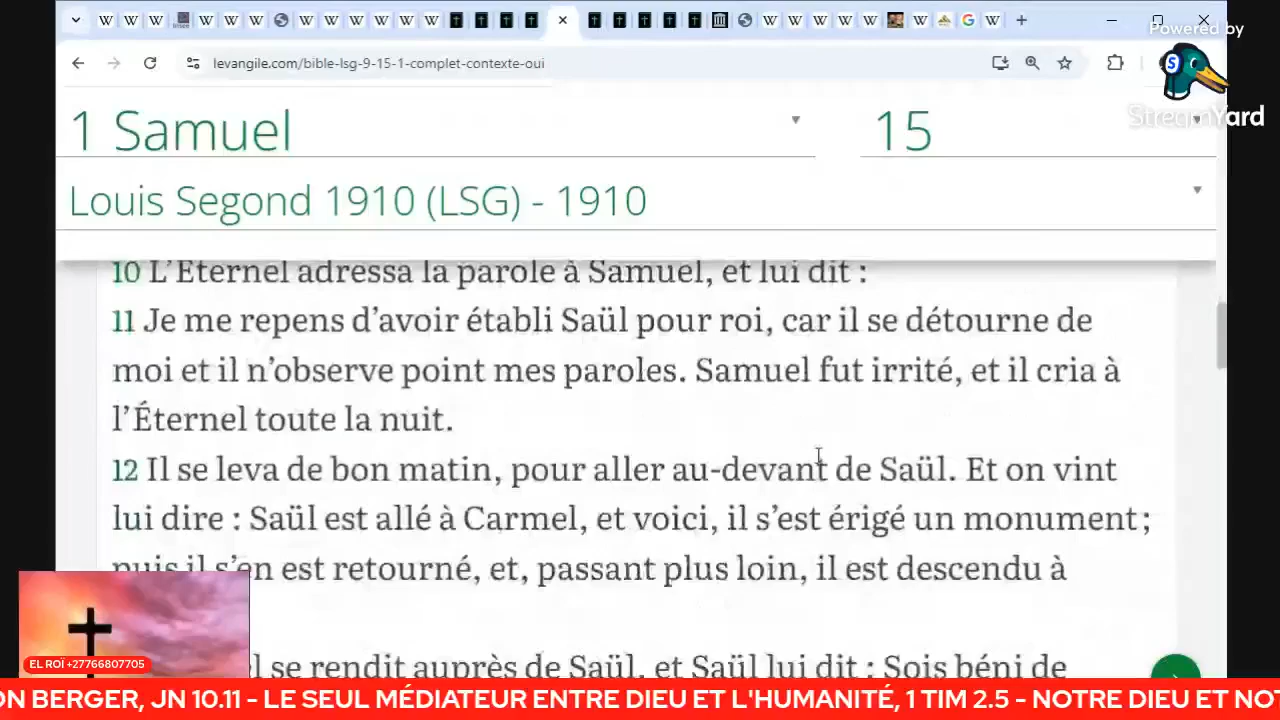 Powered by
StreamYard
levangile.com/bible-lsg-9-15-1-complet-contexte-oui
1 Samuel
15
Louis Segond 1910 (LSG) - 1910
10 L’Éternel adressa la parole à Samuel, et lui dit :
11 Je me repens d’avoir établi Saül pour roi, car il se détourne de
moi et il n’observe point mes paroles. Samuel fut irrité, et il cria à
l’Éternel toute la nuit.
12 Il se leva de bon matin, pour aller au-devant de Saül. Et on vint
lui dire : Saül est allé à Carmel, et voici, il s’est érigé un monument;
puis il s’en est retourné, et, passant plus loin, il est descendu à
se rendit auprès de Saül, et Saül lui dit : Sois béni de
EL ROÏ +27766807705
ON BERGER, JN 10.11 - LE SEUL MÉDIATEUR ENTRE DIEU ET L'HUMANITÉ, 1 TIM 2.5 - NOTRE DIEU ET NO